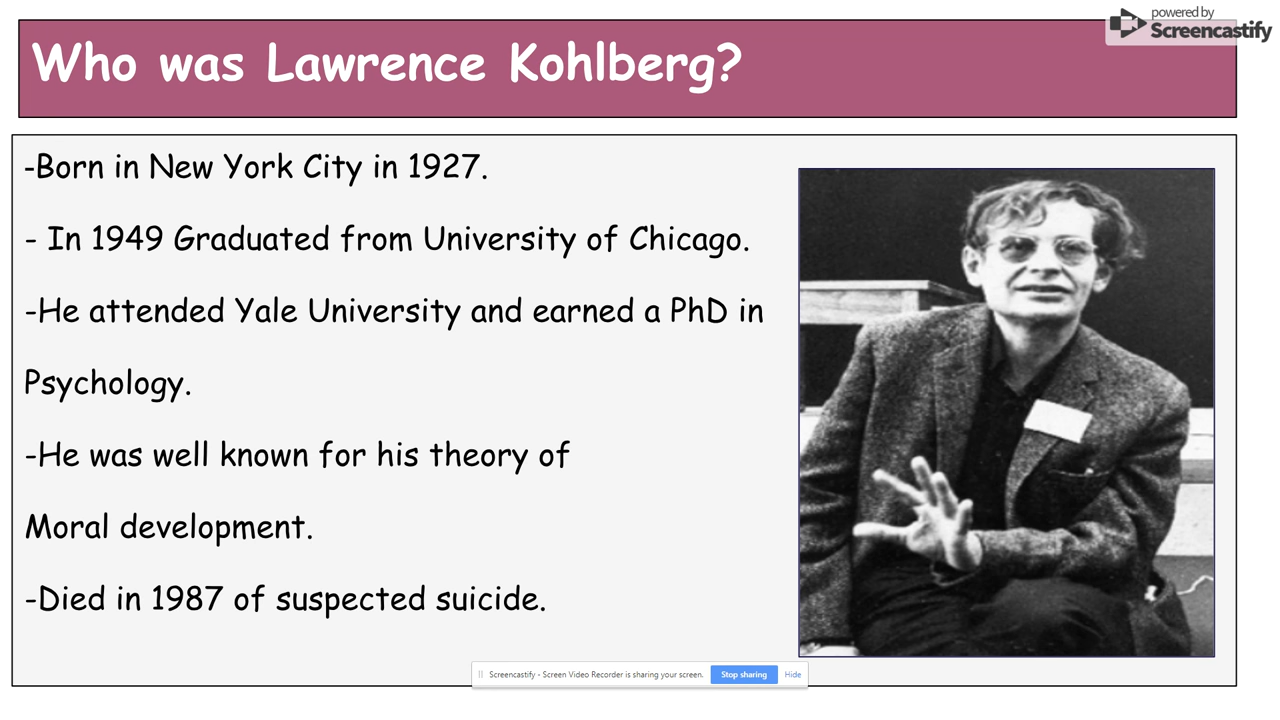 powered by
Screencastify
Who was Lawrence Kohlberg?
-Born in New York City in 1927.
- In 1949 Graduated from University of Chicago.
-He attended Yale University and earned a PhD in
Psychology.
-He was well known for his theory of
Moral development.
-Died in 1987 of suspected suicide.
Screencastify - Screen Video Recorder is sharing your screen. Stop sharing Hide